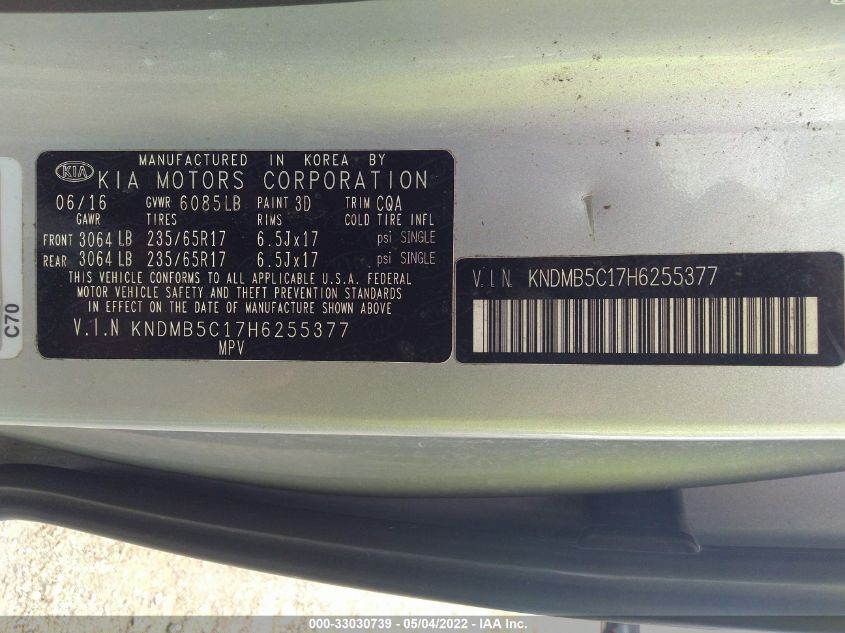 MANUFACTURED IN KOREA BY
KIA KIA MOTORS CORPORATION
06/16 GVWR 6085LB PAINT 3D TRIM CQA
GAWR TIRES RIMS COLD TIRE INFL
FRONT 3064 LB 235/65R17 6.5Jx17 psi SINGLE
REAR 3064 LB 235/65R17 6.5Jx17 psi SINGLE
THIS VEHICLE CONFORMS TO ALL APPLICABLE U.S.A. FEDERAL
MOTOR VEHICLE SAFETY AND THEFT PREVENTION STANDARDS
IN EFFECT ON THE DATE OF MANUFACTURE SHOWN ABOVE
V.I.N KNDMB5C17H6255377
MPV
V.I.N. KNDMB5C17H6255377
C70
000-33030739 - 05/04/2022 - IAA Inc.